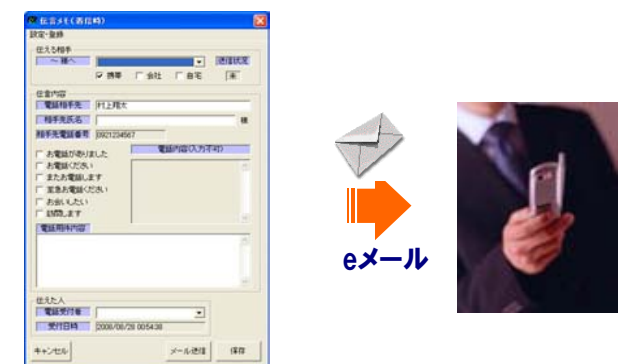 伝言メモ(着信時)
設定・登録
伝える相手
～様へ
送信状況
携帯 会社 自宅 未
伝言内容
電話相手先 村上翔太
相手先氏名 様
相手先電話番号 0921234567
電話内容(入力不可)
お電話がありました
お電話ください
またお電話します
至急お電話ください
お会いしたい
訪問します
電話用件内容
伝えた人
電話受付者
受付日時 2008/08/28 005438
キャンセル メール送信 保存
eメール